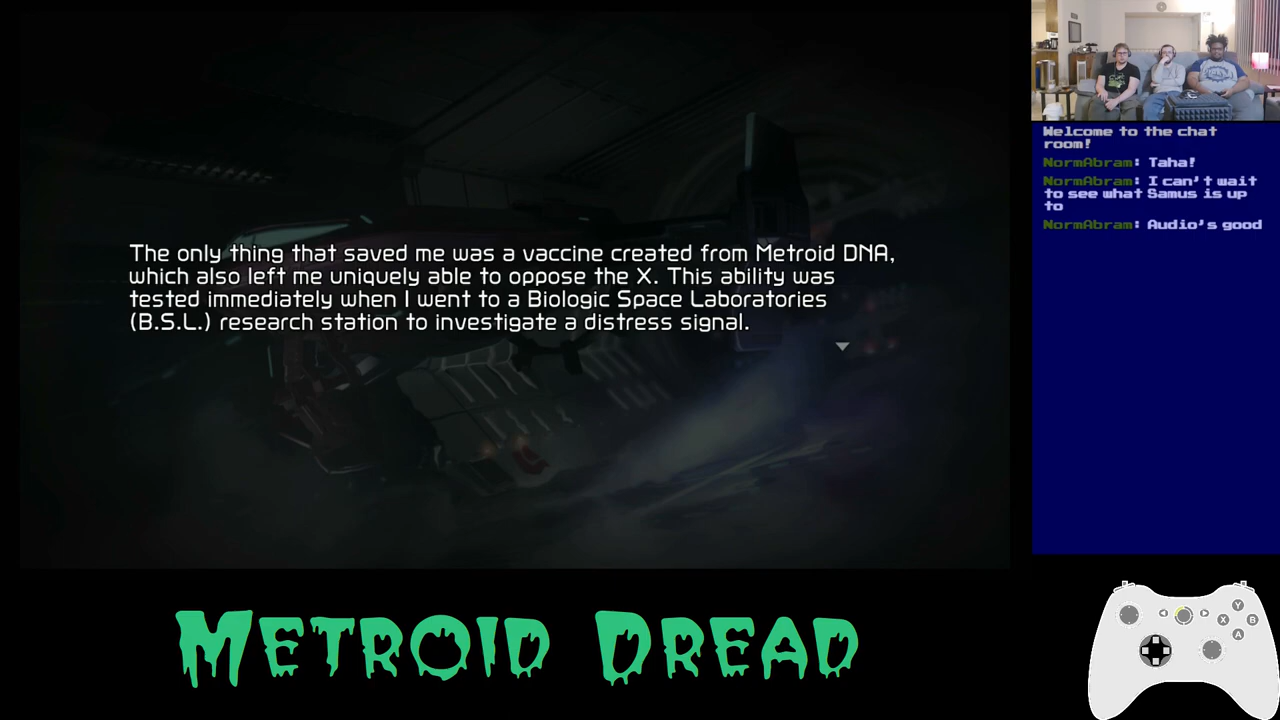 The only thing that saved me was a vaccine created from Metroid DNA,
which also left me uniquely able to oppose the X. This ability was
tested immediately when I went to a Biologic Space Laboratories
(B.S.L.) research station to investigate a distress signal.
Welcome to the chat
room!
NormAbram: Taha!
NormAbram: I can't wait
to see what Samus is up
to
NormAbram: Audio's good
METROID DREAD
Y
X
B
A